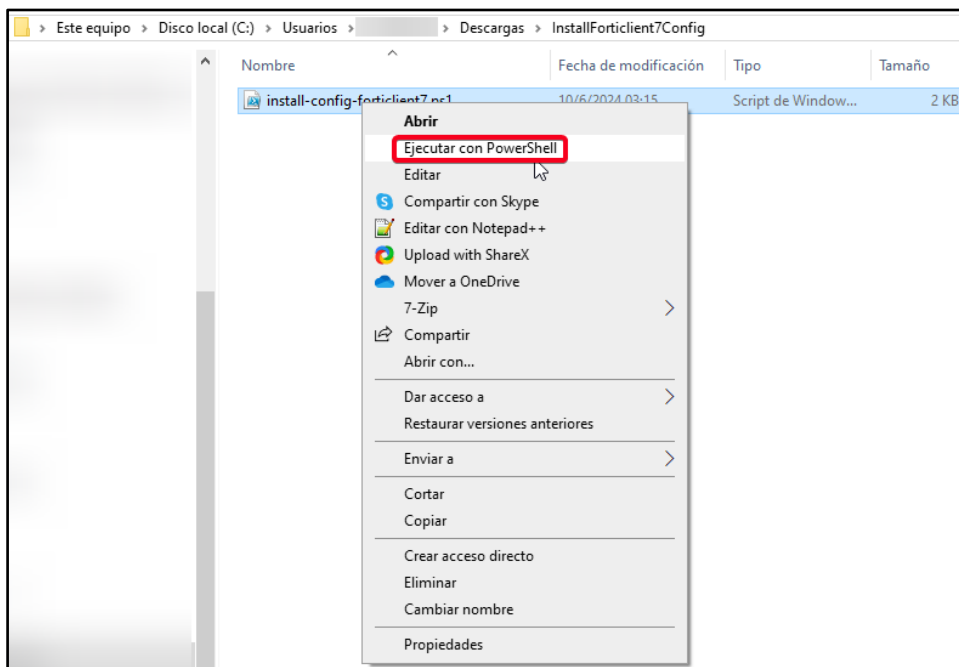 Este equipo > Disco local (C:) > Usuarios > > Descargas > InstallForticlient7Config
Nombre Fecha de modificación Tipo Tamaño
install-config-forticlient7.ps1 10/6/2024 03:15 Script de Window... 2 KB
Abrir
Ejecutar con PowerShell
Editar
Compartir con Skype
Editar con Notepad++
Upload with ShareX
Mover a OneDrive
7-Zip
Compartir
Abrir con...
Dar acceso a
Restaurar versiones anteriores
Enviar a
Cortar
Copiar
Crear acceso directo
Eliminar
Cambiar nombre
Propiedades